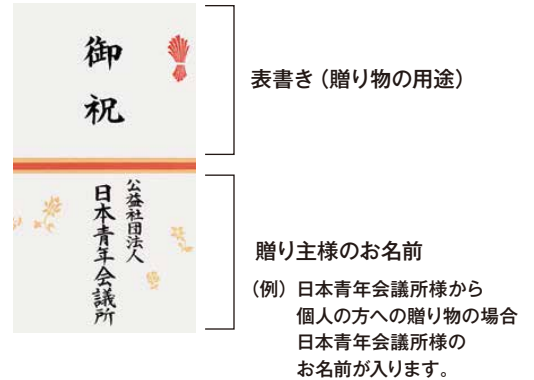 御祝
公益社団法人
日本青年会議所
表書き（贈り物の用途）
贈り主様のお名前
（例）日本青年会議所様から
個人の方への贈り物の場合
日本青年会議所様の
お名前が入ります。